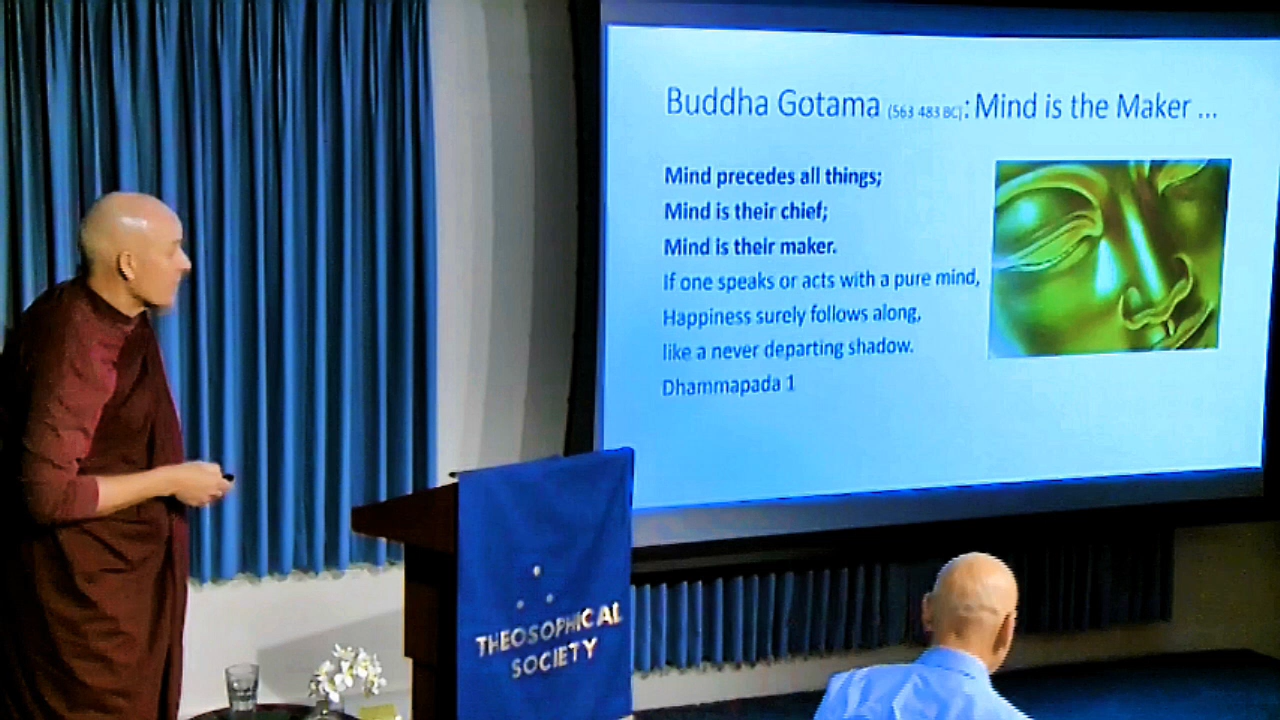 Buddha Gotama (563 483 BC): Mind is the Maker ...
Mind precedes all things;
Mind is their chief;
Mind is their maker.
If one speaks or acts with a pure mind,
Happiness surely follows along,
like a never departing shadow.
Dhammapada 1
THEOSOPHICAL
SOCIETY